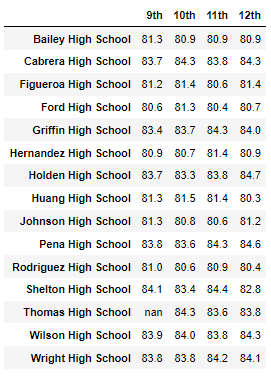 9th 10th 11th 12th
Bailey High School 81.3 80.9 80.9 80.9
Cabrera High School 83.7 84.3 83.8 84.3
Figueroa High School 81.2 81.4 80.6 81.4
Ford High School 80.6 81.3 80.4 80.7
Griffin High School 83.4 83.7 84.3 84.0
Hernandez High School 80.9 80.7 81.4 80.9
Holden High School 83.7 83.3 83.8 84.7
Huang High School 81.3 81.5 81.4 80.3
Johnson High School 81.3 80.8 80.6 81.2
Pena High School 83.8 83.6 84.3 84.6
Rodriguez High School 81.0 80.6 80.9 80.4
Shelton High School 84.1 83.4 84.4 82.8
Thomas High School nan 84.3 83.6 83.8
Wilson High School 83.9 84.0 83.8 84.3
Wright High School 83.8 83.8 84.2 84.1